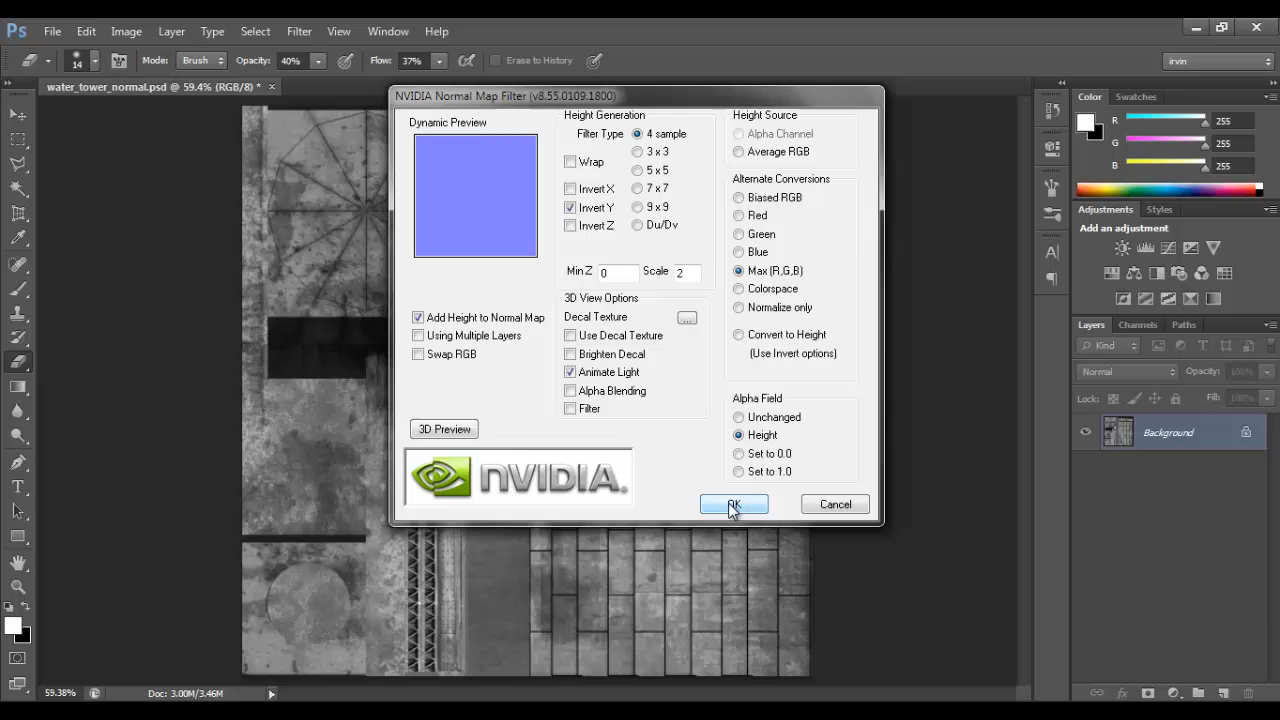 Ps File Edit Image Layer Type Select Filter View Window Help
14 Mode: Brush Opacity: 40% Flow: 37% Erase to History irvin
water_tower_normal.psd @ 59.4% (RGB/8) * ×
NVIDIA Normal Map Filter (v8.55.0109.1800)
Dynamic Preview
Add Height to Normal Map
Using Multiple Layers
Swap RGB
3D Preview
NVIDIA.
Height Generation
Filter Type 4 sample
3 x 3
Wrap
5 x 5
Invert X 7 x 7
Invert Y 9 x 9
Invert Z Du/Dv
Min Z 0 Scale 2
3D View Options
Decal Texture ...
Use Decal Texture
Brighten Decal
Animate Light
Alpha Blending
Filter
Height Source
Alpha Channel
Average RGB
Alternate Conversions
Biased RGB
Red
Green
Blue
Max (R,G,B)
Colorspace
Normalize only
Convert to Height
(Use Invert options)
Alpha Field
Unchanged
Height
Set to 0.0
Set to 1.0
OK Cancel
Color Swatches
R 255
G 255
B 255
Adjustments Styles
Add an adjustment
Layers Channels Paths
Kind
Normal Opacity: 100%
Lock: Fill: 100%
Background
59.38% Doc: 3.00M/3.46M